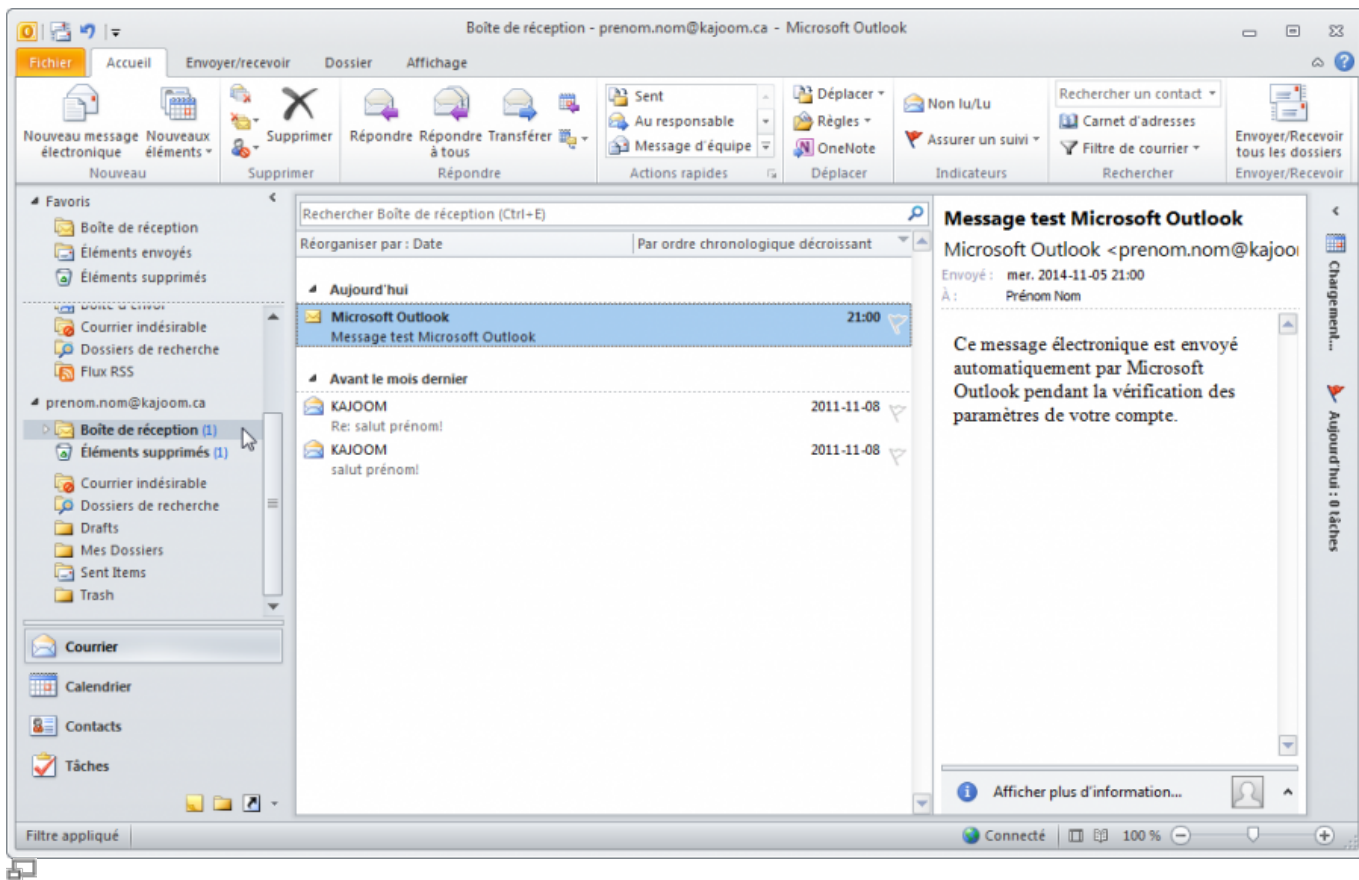 Boîte de réception - prenom.nom@kajoom.ca - Microsoft Outlook
Fichier Accueil Envoyer/recevoir Dossier Affichage
Nouveau message électronique
Nouveaux éléments
Nouveau
Supprimer
Supprimer
Répondre
Répondre à tous
Transférer
Répondre
Sent
Au responsable
Message d'équipe
Actions rapides
Déplacer
Règles
OneNote
Déplacer
Non lu/Lu
Assurer un suivi
Indicateurs
Rechercher un contact
Carnet d'adresses
Filtre de courrier
Rechercher
Envoyer/Recevoir
tous les dossiers
Envoyer/Recevoir
Favoris
Boîte de réception
Éléments envoyés
Éléments supprimés
Courrier indésirable
Dossiers de recherche
Flux RSS
prenom.nom@kajoom.ca
Boîte de réception (1)
Éléments supprimés (1)
Courrier indésirable
Dossiers de recherche
Drafts
Mes Dossiers
Sent Items
Trash
Courrier
Calendrier
Contacts
Tâches
Rechercher Boîte de réception (Ctrl+E)
Réorganiser par : Date Par ordre chronologique décroissant
Aujourd'hui
Microsoft Outlook 21:00
Message test Microsoft Outlook
Avant le mois dernier
KAJOOM 2011-11-08
Re: salut prénom!
KAJOOM 2011-11-08
salut prénom!
Message test Microsoft Outlook
Microsoft Outlook <prenom.nom@kajoo
Envoyé : mer. 2014-11-05 21:00
À : Prénom Nom
Ce message électronique est envoyé
automatiquement par Microsoft
Outlook pendant la vérification des
paramètres de votre compte.
Afficher plus d'information...
Chargement...
Aujourd'hui : 0 tâches
Filtre appliqué
Connecté 100 %